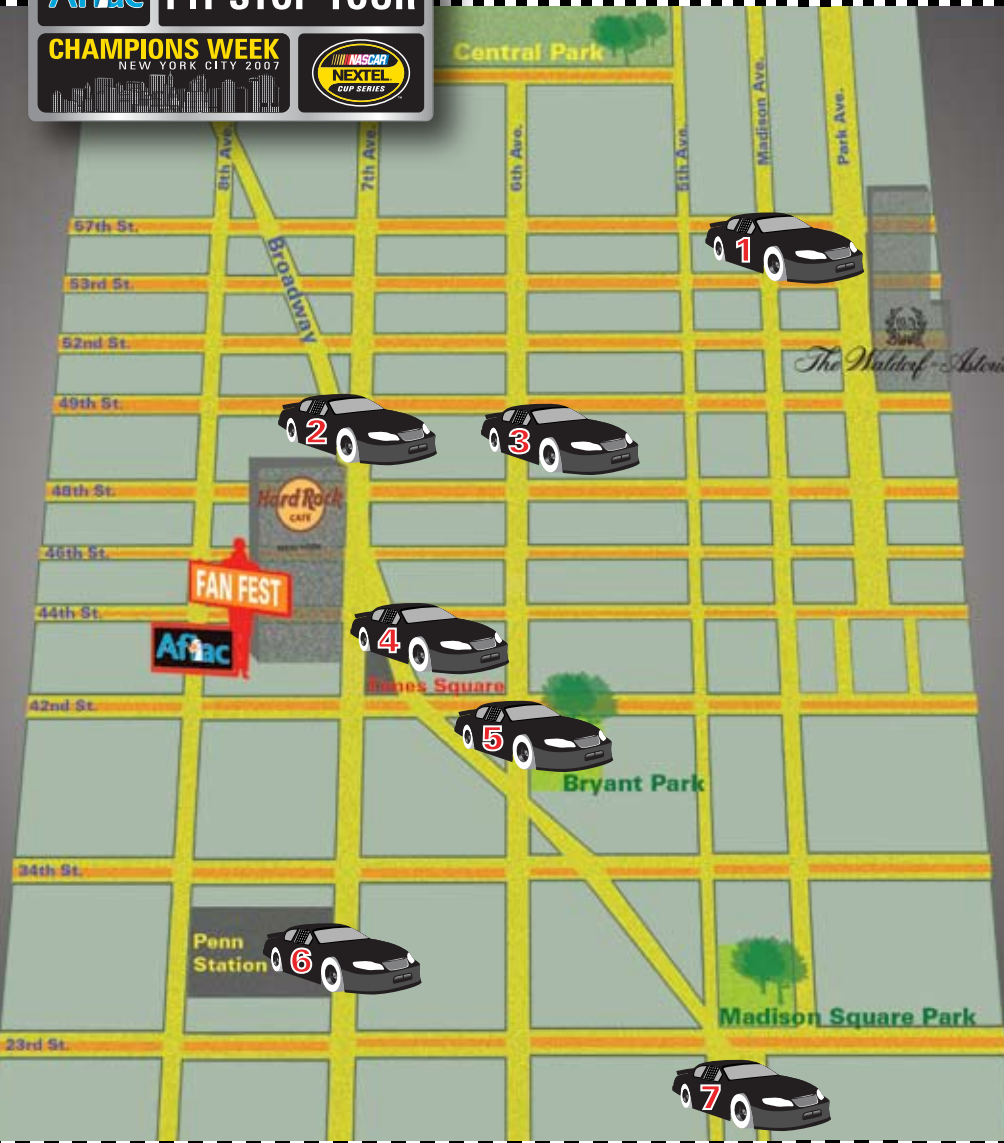 Aflac PIT STOP TOUR
CHAMPIONS WEEK
NEW YORK CITY 2007
NASCAR
NEXTEL
CUP SERIES
Central Park
8th Ave.
7th Ave.
6th Ave.
5th Ave.
Madison Ave.
Park Ave.
57th St.
1
Broadway
53rd St.
52nd St.
The Waldorf-Astoria
49th St.
2
3
48th St.
Hard Rock
CAFE
NEW YORK
46th St.
FAN FEST
44th St.
Aflac
4
Times Square
42nd St.
5
Bryant Park
34th St.
Penn
Station
6
Madison Square Park
23rd St.
7